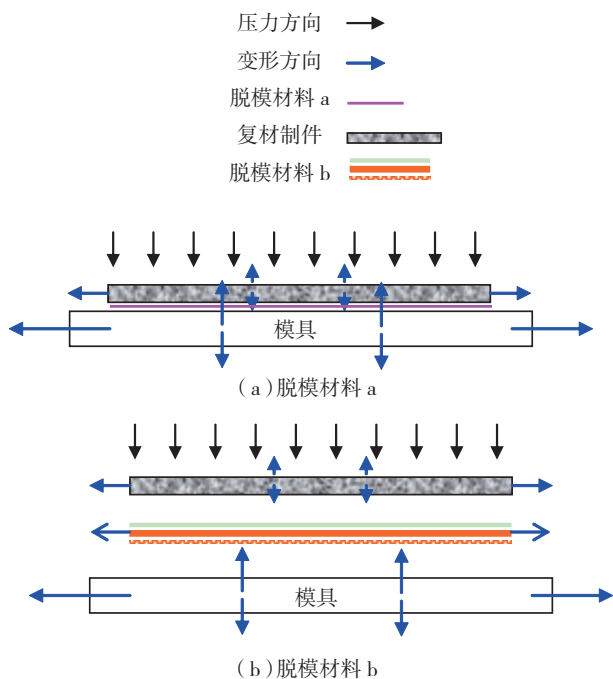 压力方向
变形方向
脱模材料 a
复材制件
脱模材料 b
模具
（a）脱模材料 a
模具
（b）脱模材料 b